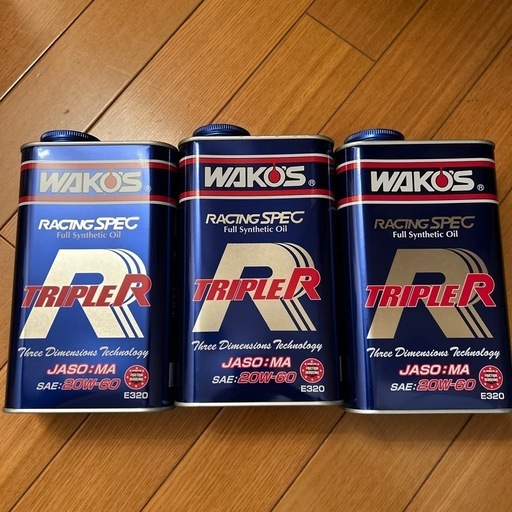 WAKO'S®
RACING SPEC
Full Synthetic Oil
R
TRIPLE R
Three Dimensions Technology
JASO:MA
SAE:20W-60
E320
WAKO'S®
RACING SPEC
Full Synthetic Oil
R
TRIPLE R
Three Dimensions Technology
JASO:MA
SAE:20W-60
E320
WAKO'S®
RACING SPEC
Full Synthetic Oil
R
TRIPLE R
Three Dimensions Technology
JASO:MA
SAE:20W-60
E320